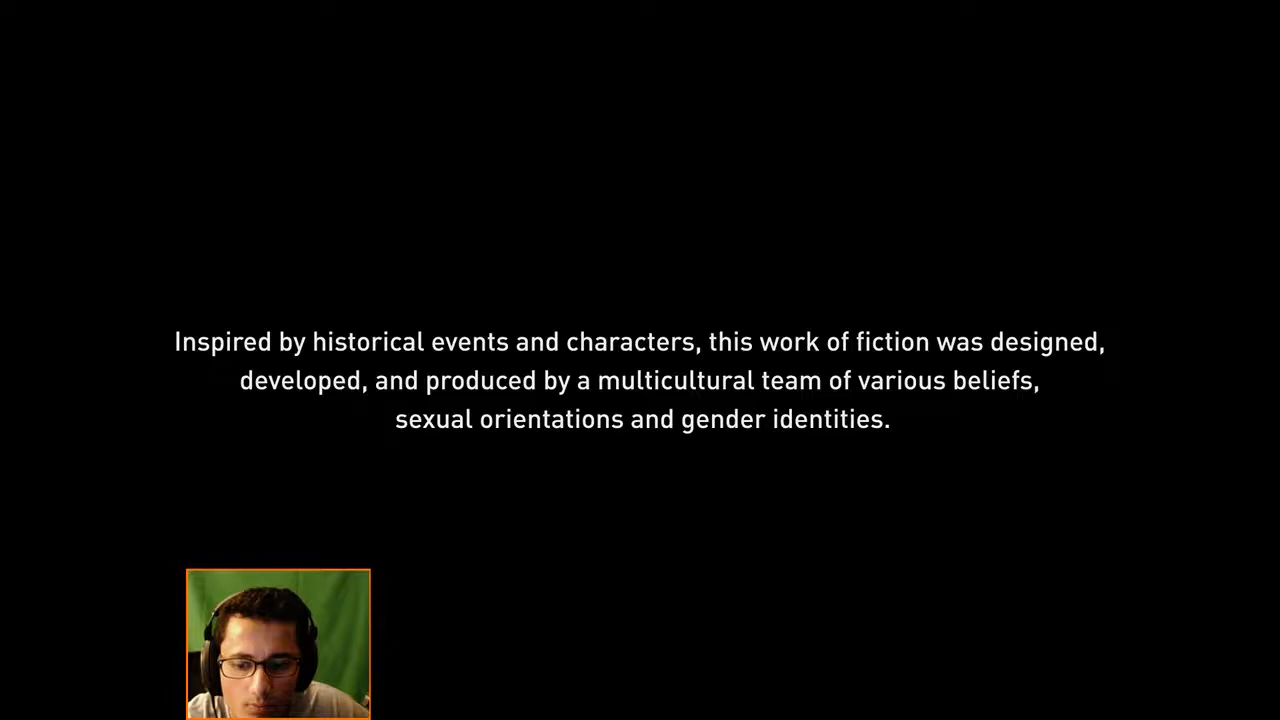 Inspired by historical events and characters, this work of fiction was designed,
developed, and produced by a multicultural team of various beliefs,
sexual orientations and gender identities.